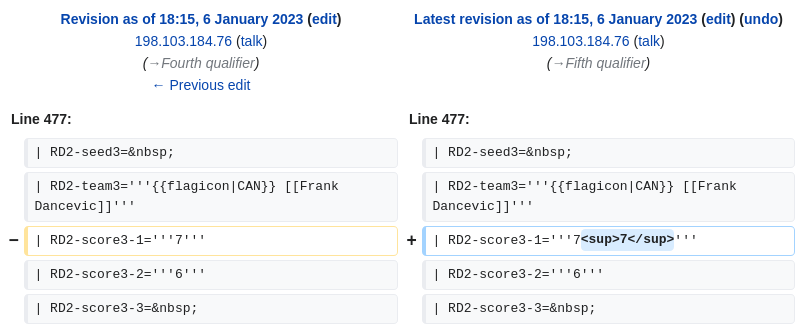 Revision as of 18:15, 6 January 2023 (edit)
198.103.184.76 (talk)
(→Fourth qualifier)
← Previous edit
Latest revision as of 18:15, 6 January 2023 (edit) (undo)
198.103.184.76 (talk)
(→Fifth qualifier)
Line 477:
Line 477:
| RD2-seed3=&nbsp;
| RD2-seed3=&nbsp;
| RD2-team3='''{{flagicon|CAN}} [[Frank
Dancevic]]'''
| RD2-team3='''{{flagicon|CAN}} [[Frank
Dancevic]]'''
− | RD2-score3-1='''7'''
+ | RD2-score3-1='''7<sup>7</sup>'''
| RD2-score3-2='''6'''
| RD2-score3-2='''6'''
| RD2-score3-3=&nbsp;
| RD2-score3-3=&nbsp;